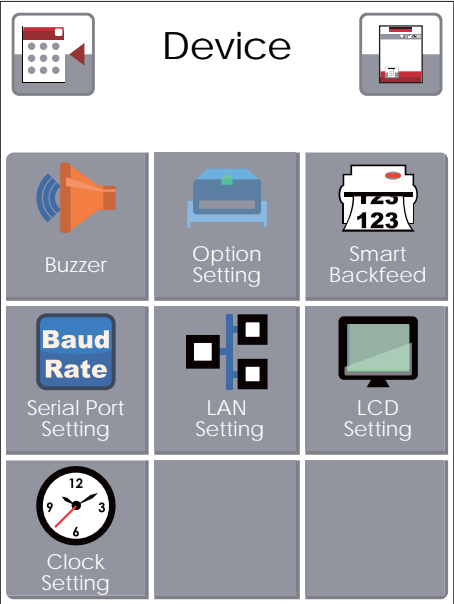 Device
Buzzer
Option
Setting
123
123
Smart
Backfeed
Baud
Rate
Serial Port
Setting
LAN
Setting
LCD
Setting
12
9
3
6
Clock
Setting